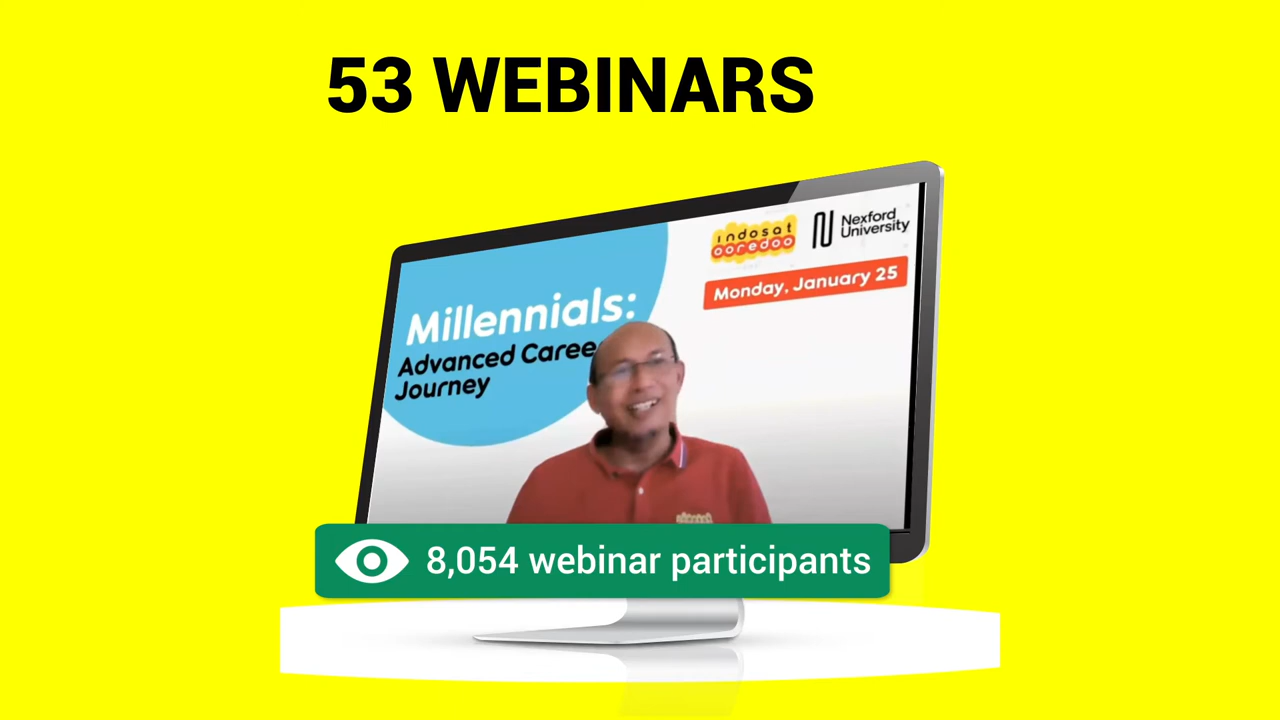 53 WEBINARS
indosat
ooredoo
Nexford
University
Monday, January 25
Millennials:
Advanced Caree
Journey
8,054 webinar participants